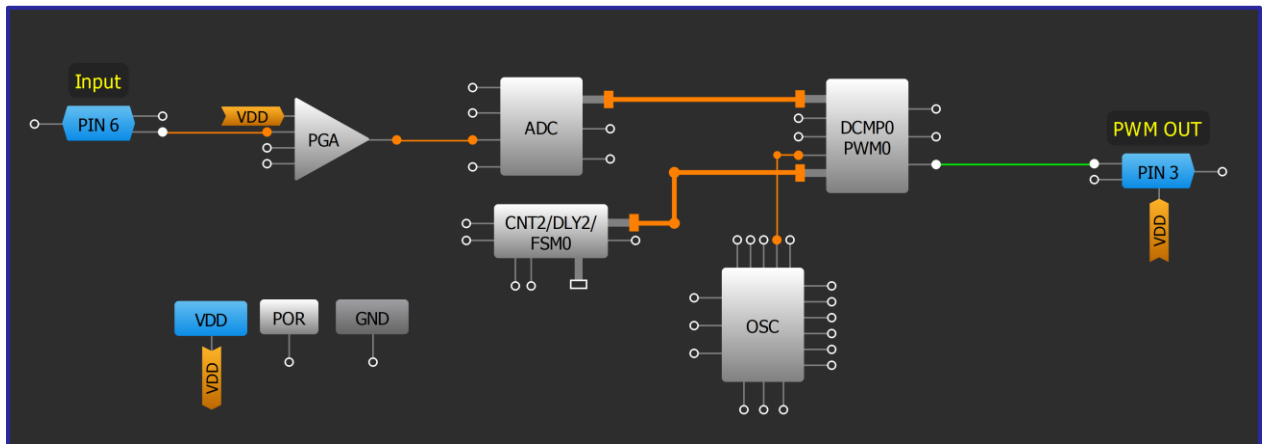 Input
PIN 6
VDD
PGA
ADC
DCMP0
PWM0
PWM OUT
PIN 3
VDD
CNT2/DLY2/
FSM0
OSC
VDD
POR
GND
VDD